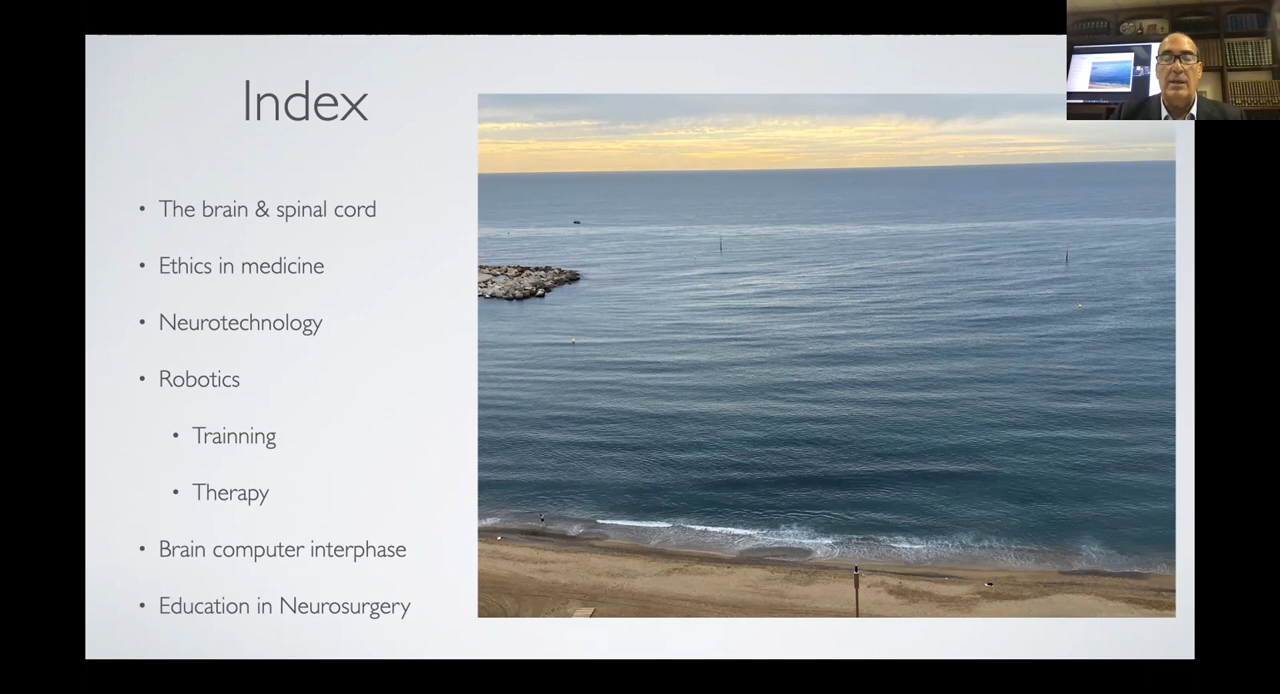 Index
• The brain & spinal cord
• Ethics in medicine
• Neurotechnology
• Robotics
• Trainning
• Therapy
• Brain computer interphase
• Education in Neurosurgery